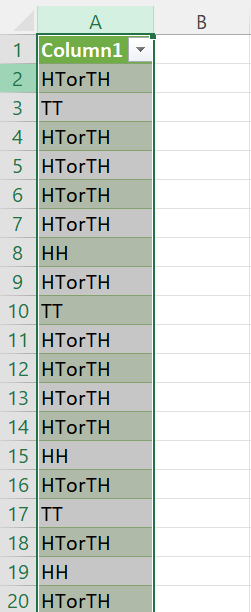 A B
1 Column1
2 HTorTH
3 TT
4 HTorTH
5 HTorTH
6 HTorTH
7 HTorTH
8 HH
9 HTorTH
10 TT
11 HTorTH
12 HTorTH
13 HTorTH
14 HTorTH
15 HH
16 HTorTH
17 TT
18 HTorTH
19 HH
20 HTorTH